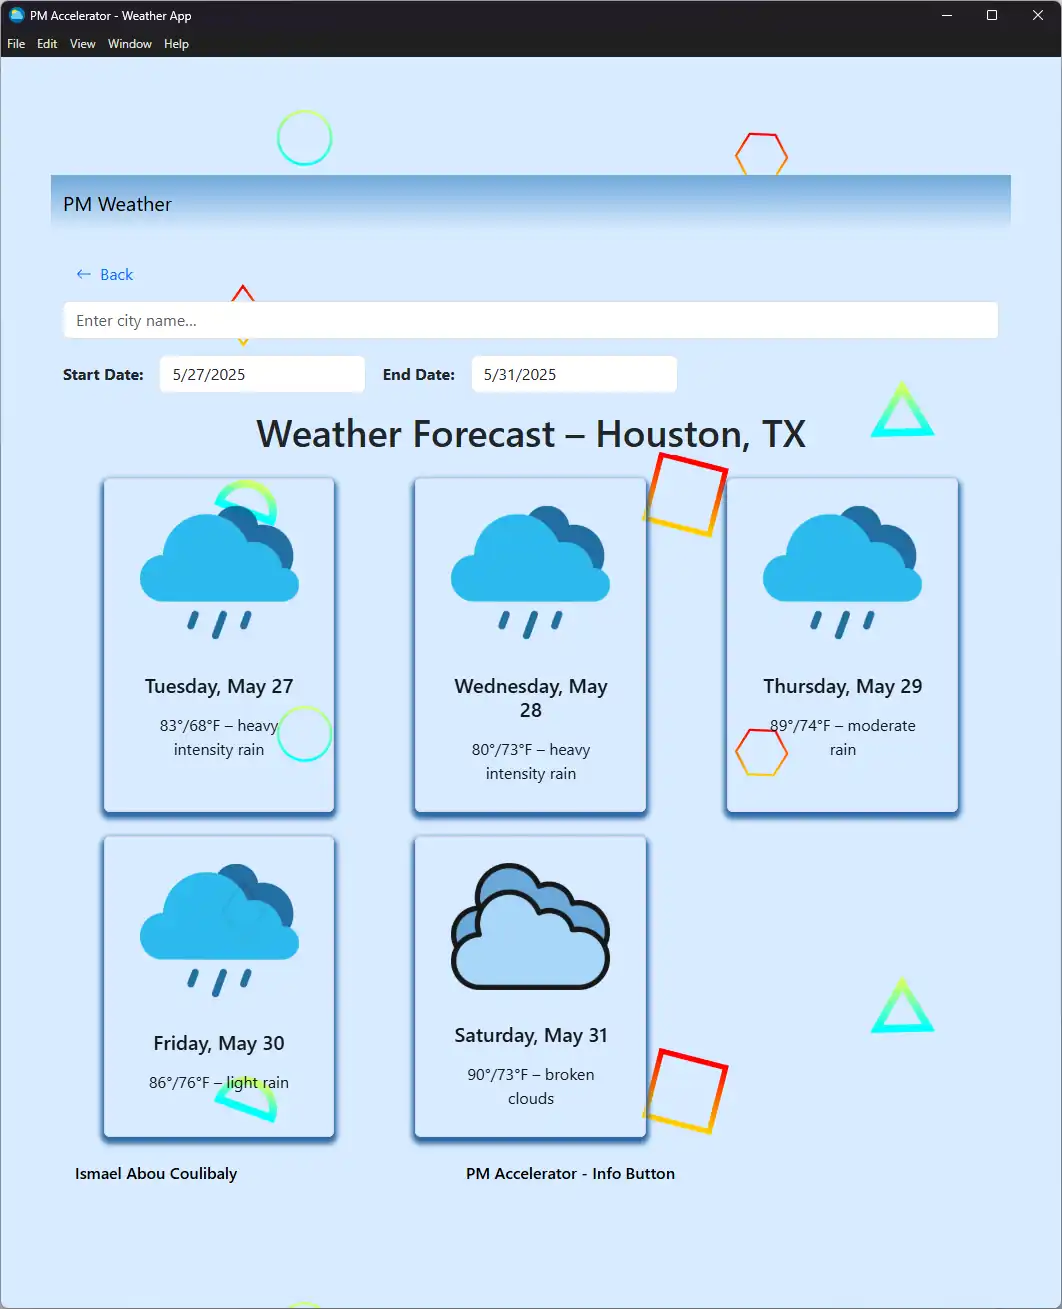 PM Accelerator - Weather App
File Edit View Window Help
PM Weather
← Back
Enter city name...
Start Date: 5/27/2025 End Date: 5/31/2025
Weather Forecast – Houston, TX
Tuesday, May 27
83°/68°F – heavy
intensity rain
Wednesday, May
28
80°/73°F – heavy
intensity rain
Thursday, May 29
89°/74°F – moderate
rain
Friday, May 30
86°/76°F – light rain
Saturday, May 31
90°/73°F – broken
clouds
Ismael Abou Coulibaly
PM Accelerator - Info Button